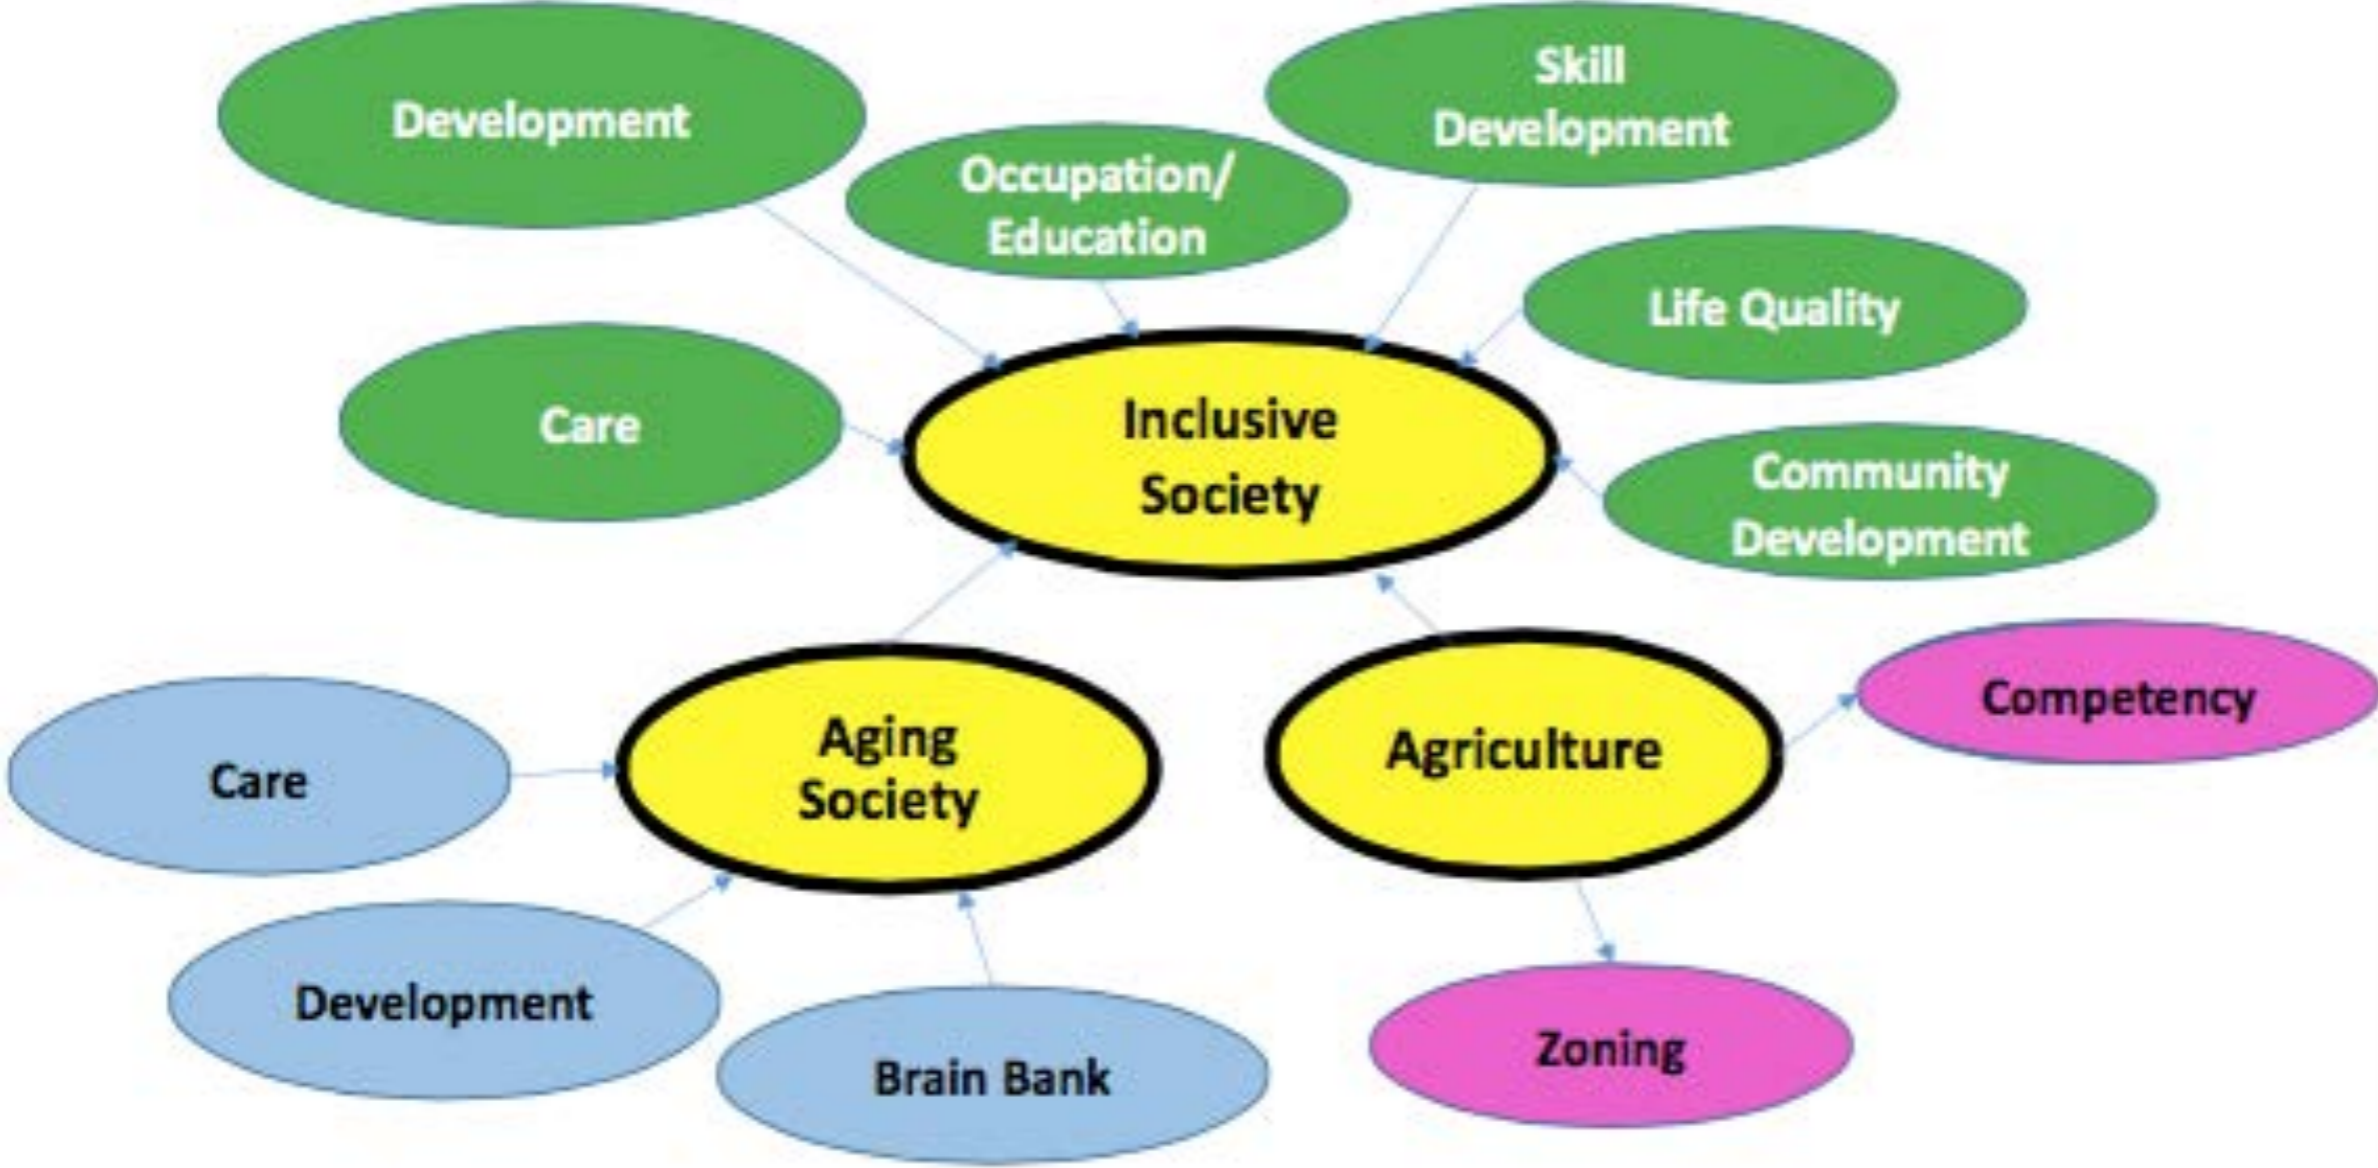 Development
Skill
Development
Occupation/
Education
Life Quality
Care
Inclusive
Society
Community
Development
Aging
Society
Agriculture
Competency
Care
Development
Brain Bank
Zoning